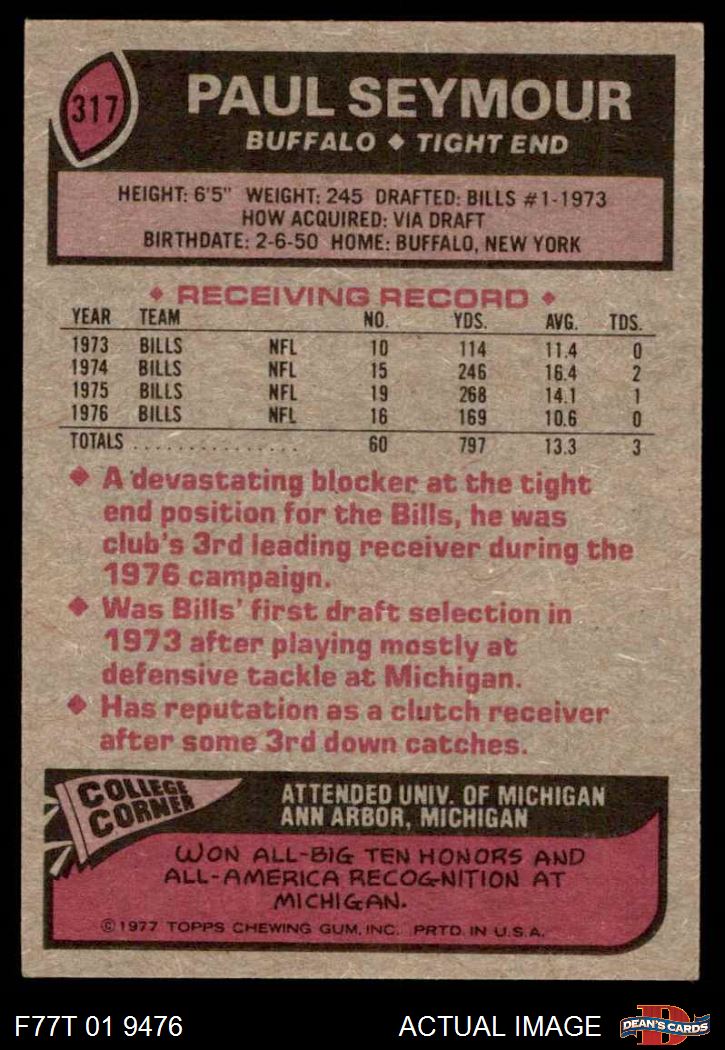 317
PAUL SEYMOUR
BUFFALO ◆ TIGHT END
HEIGHT: 6'5" WEIGHT: 245 DRAFTED: BILLS #1-1973
HOW ACQUIRED: VIA DRAFT
BIRTHDATE: 2-6-50 HOME: BUFFALO, NEW YORK
◆ RECEIVING RECORD ◆
YEAR TEAM NO. YDS. AVG. TDS.
1973 BILLS NFL 10 114 11.4 0
1974 BILLS NFL 15 246 16.4 2
1975 BILLS NFL 19 268 14.1 1
1976 BILLS NFL 16 169 10.6 0
TOTALS ................ 60 797 13.3 3
◆ A devastating blocker at the tight
end position for the Bills, he was
club's 3rd leading receiver during the
1976 campaign.
◆ Was Bills' first draft selection in
1973 after playing mostly at
defensive tackle at Michigan.
◆ Has reputation as a clutch receiver
after some 3rd down catches.
COLLEGE
CORNER
ATTENDED UNIV. OF MICHIGAN
ANN ARBOR, MICHIGAN
WON ALL-BIG TEN HONORS AND
ALL-AMERICA RECOGNITION AT
MICHIGAN.
©1977 TOPPS CHEWING GUM, INC. PRTD. IN U.S.A.
F77T 01 9476
ACTUAL IMAGE
D
DEAN'S CARDS